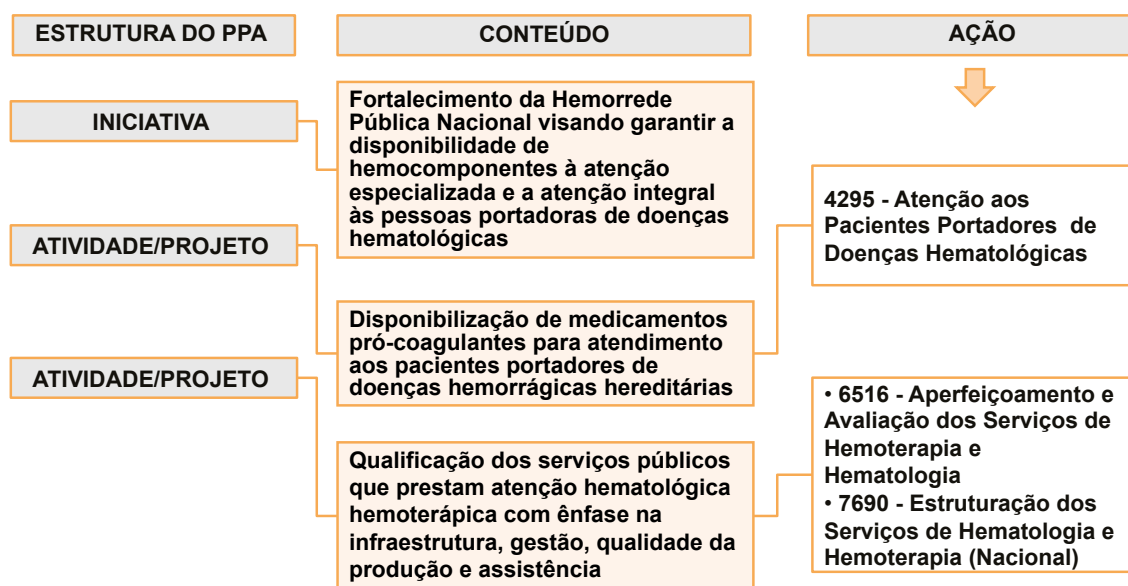 ESTRUTURA DO PPA
CONTEÚDO
AÇÃO
INICIATIVA
Fortalecimento da Hemorrede
Pública Nacional visando garantir a
disponibilidade de
hemocomponentes à atenção
especializada e a atenção integral
às pessoas portadoras de doenças
hematológicas
ATIVIDADE/PROJETO
4295 - Atenção aos
Pacientes Portadores de
Doenças Hematológicas
Disponibilização de medicamentos
pró-coagulantes para atendimento
aos pacientes portadores de
doenças hemorrágicas hereditárias
ATIVIDADE/PROJETO
• 6516 - Aperfeiçoamento e
Avaliação dos Serviços de
Hemoterapia e
Hematologia
• 7690 - Estruturação dos
Serviços de Hematologia e
Hemoterapia (Nacional)
Qualificação dos serviços públicos
que prestam atenção hematológica
hemoterápica com ênfase na
infraestrutura, gestão, qualidade da
produção e assistência